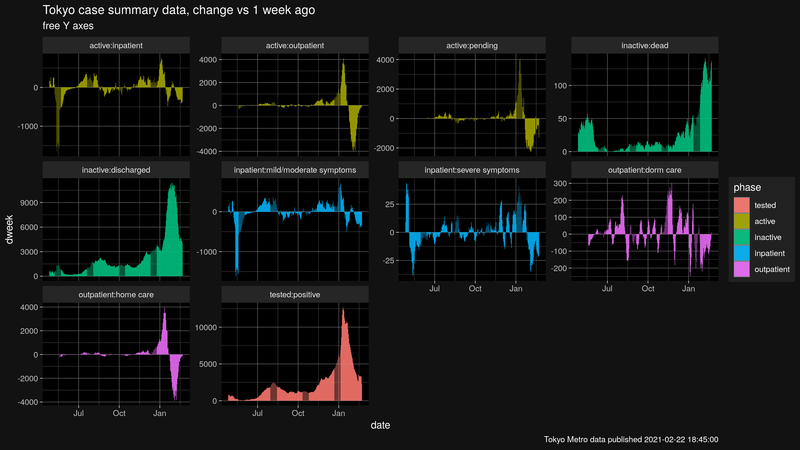 Tokyo case summary data, change vs 1 week ago
free Y axes
active:inpatient
active:outpatient
active:pending
inactive:dead
0
-1000
4000
2000
0
-2000
-4000
4000
2000
0
-2000
100
50
0
inactive:discharged
inpatient:mild/moderate symptoms
inpatient:severe symptoms
outpatient:dorm care
9000
6000
3000
0
0
-1000
25
0
-25
300
200
100
0
-100
-200
Jul Oct Jan
Jul Oct Jan
outpatient:home care
tested:positive
4000
2000
0
-2000
-4000
10000
5000
0
Jul Oct Jan
Jul Oct Jan
dweek
date
phase
tested
active
inactive
inpatient
outpatient
Tokyo Metro data published 2021-02-22 18:45:00